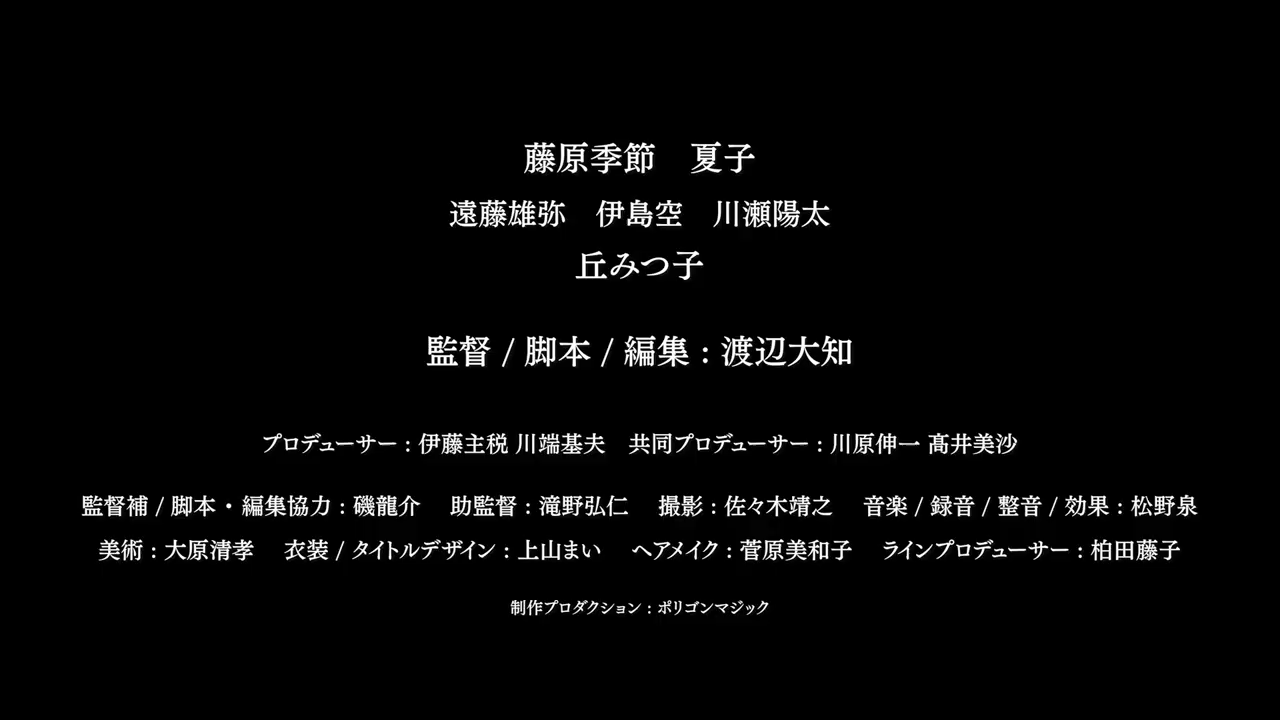 藤原季節　夏子
遠藤雄弥　伊島空　川瀬陽太
丘みつ子
監督 / 脚本 / 編集 : 渡辺大知
プロデューサー : 伊藤主税 川端基夫　共同プロデューサー : 川原伸一 髙井美沙
監督補 / 脚本・編集協力 : 磯龍介　助監督 : 滝野弘仁　撮影 : 佐々木靖之　音楽 / 録音 / 整音 / 効果 : 松野泉
美術 : 大原清孝　衣装 / タイトルデザイン : 上山まい　ヘアメイク : 菅原美和子　ラインプロデューサー : 柏田藤子
制作プロダクション : ポリゴンマジック